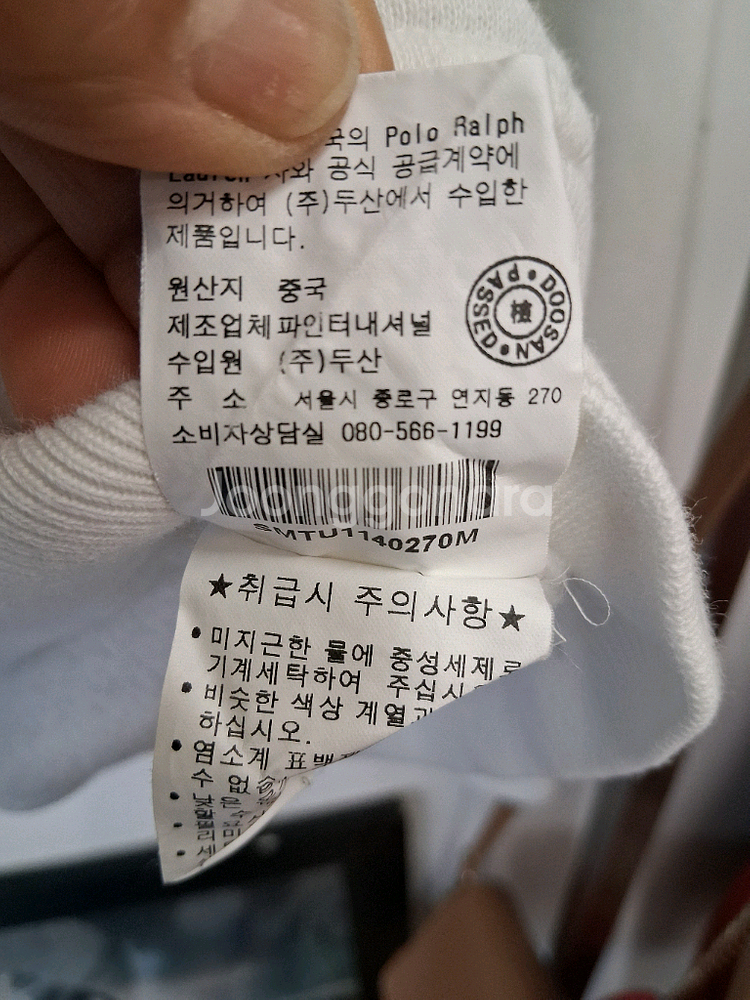 국의 Polo Ralph
Lauren 사와 공식 공급계약에
의거하여 (주)두산에서 수입한
제품입니다.
원산지 중국
제조업체 파인터내셔널
수입원 (주)두산
주 소 서울시 종로구 연지동 270
소비자상담실 080-566-1199
DOOSAN • PASSED •
檢
Joonggonara
SMTU1140270M
★취급시 주의사항★
• 미지근한 물에 중성세제로
기계세탁하여 주십시
• 비슷한 색상 계열과
하십시오.
• 염소계 표백
수 없